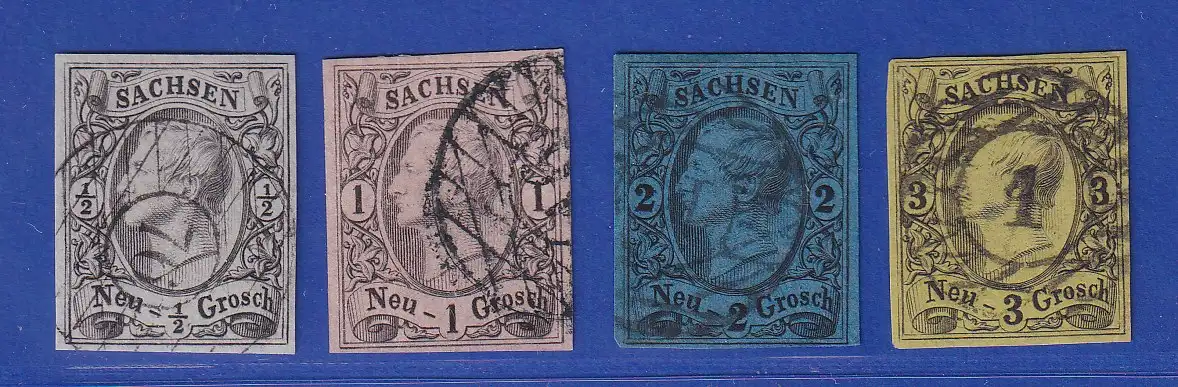 SACHSEN
½ ½
Neu - ½ Grosch
SACHSEN
1 1
Neu - 1 Grosch
SACHSEN
2 2
Neu - 2 Grosch
SACHSEN
3 1 3
Neu - 3 Grosch